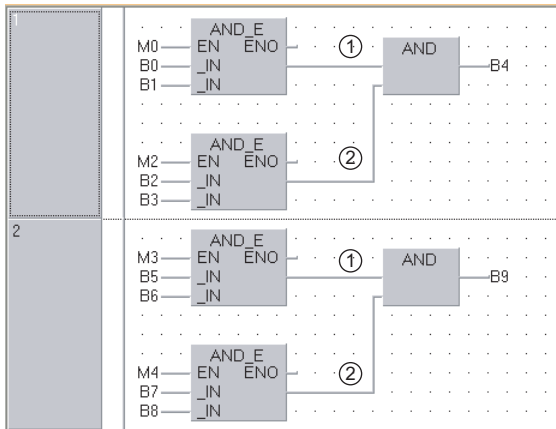 1
AND_E
M0 EN ENO ① AND
B0 _IN B4
B1 _IN
AND_E
M2 EN ENO ②
B2 _IN
B3 _IN
2
AND_E
M3 EN ENO ① AND
B5 _IN B9
B6 _IN
AND_E
M4 EN ENO ②
B7 _IN
B8 _IN